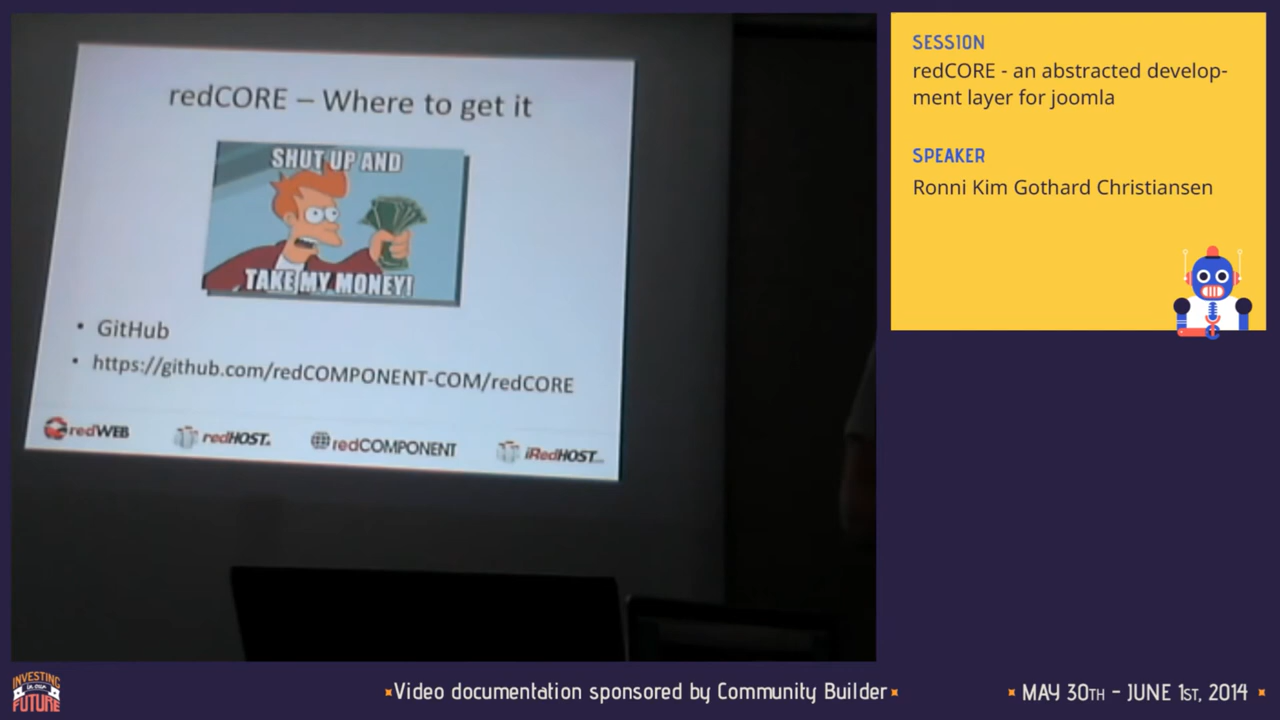 redCORE – Where to get it
SHUT UP AND
TAKE MY MONEY!
• GitHub
• https://github.com/redCOMPONENT-COM/redCORE
redWEB
redHOST
redCOMPONENT
iRedHOST
SESSION
redCORE - an abstracted develop-
ment layer for joomla
SPEAKER
Ronni Kim Gothard Christiansen
INVESTING
in our
FUTURE
Video documentation sponsored by Community Builder
MAY 30TH - JUNE 1ST, 2014